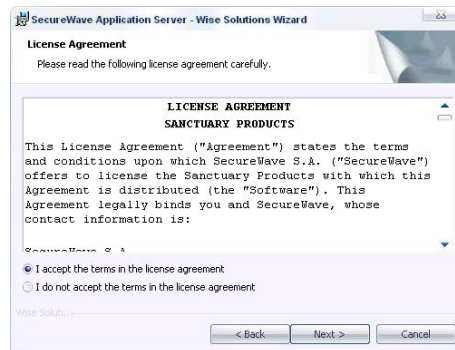 SecureWave Application Server - Wise Solutions Wizard
License Agreement
Please read the following license agreement carefully.
LICENSE AGREEMENT
SANCTUARY PRODUCTS
This License Agreement ("Agreement") states the terms
and conditions upon which SecureWave S.A. ("SecureWave")
offers to license the Sanctuary Products with which this
Agreement is distributed (the "Software"). This
Agreement legally binds you and SecureWave, whose
contact information is:
SecureWave S.A.
I accept the terms in the license agreement
I do not accept the terms in the license agreement
Wise Soluti...
< Back
Next >
Cancel